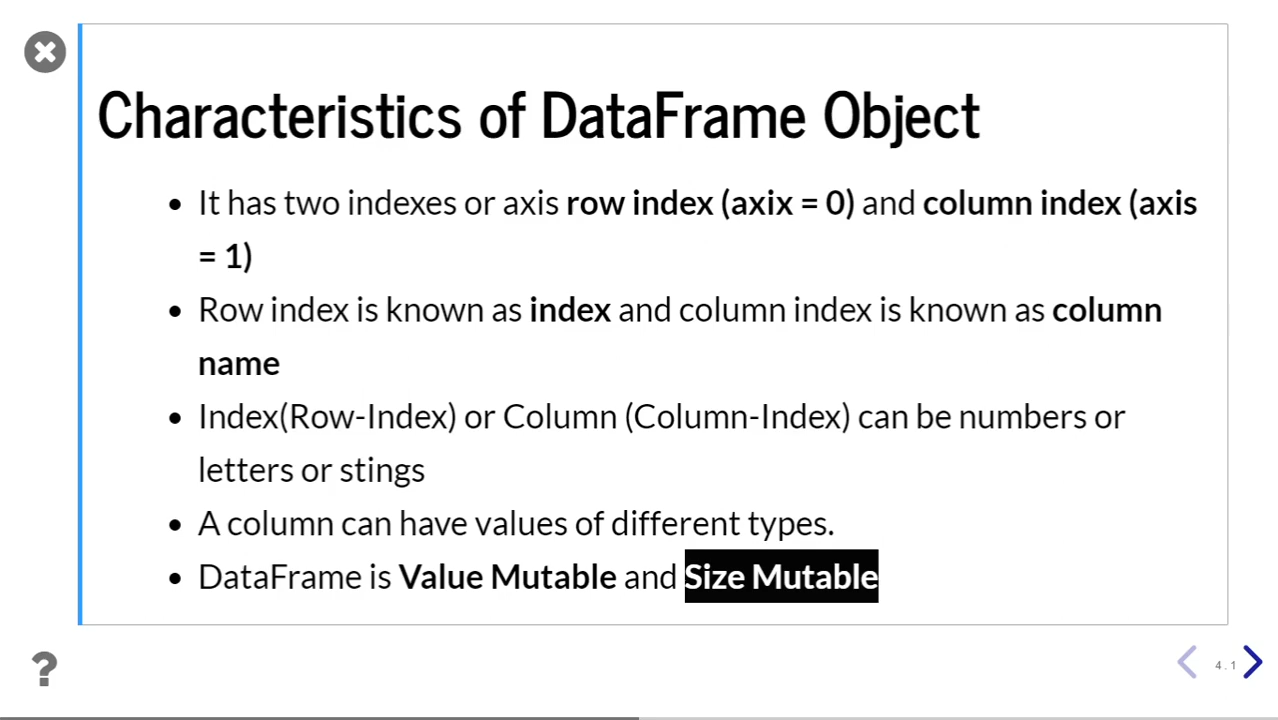 Characteristics of DataFrame Object
• It has two indexes or axis row index (axix = 0) and column index (axis
= 1)
• Row index is known as index and column index is known as column
name
• Index(Row-Index) or Column (Column-Index) can be numbers or
letters or stings
• A column can have values of different types.
• DataFrame is Value Mutable and Size Mutable
?
4.1